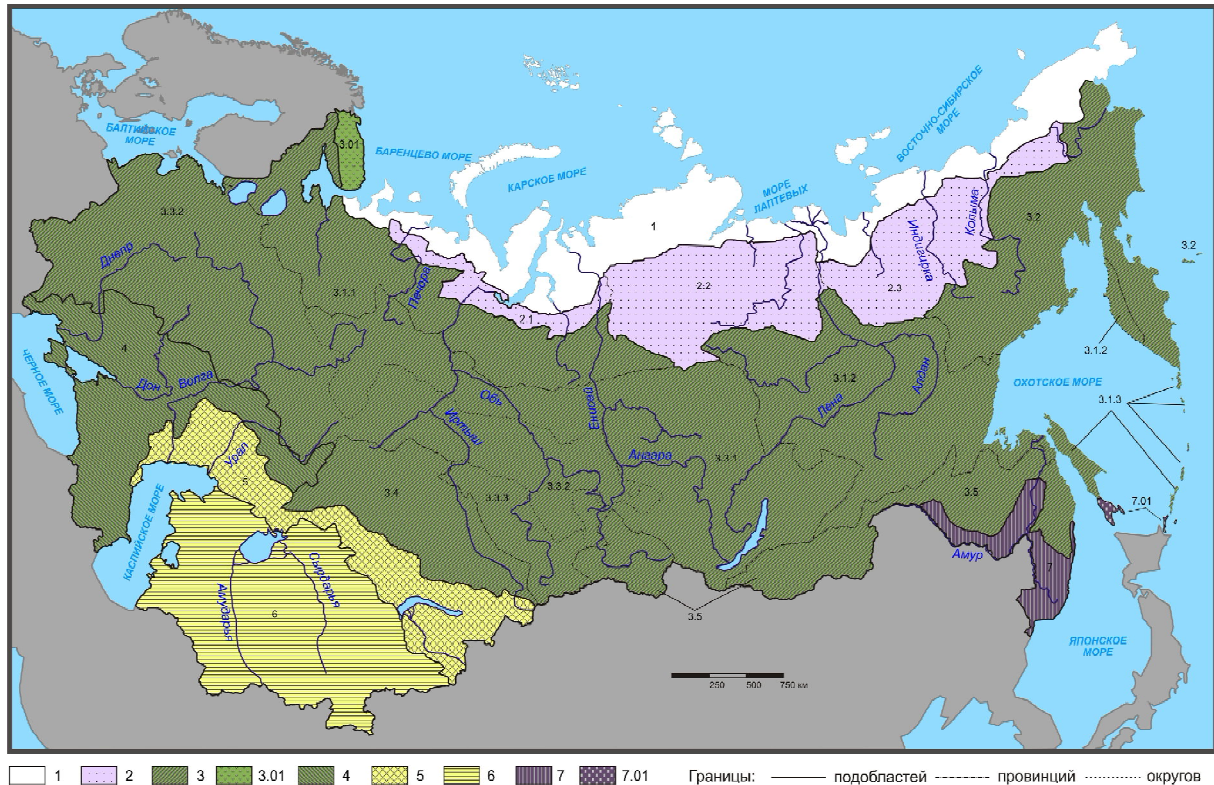 БАЛТИЙСКОЕ
МОРЕ
БАРЕНЦЕВО МОРЕ
КАРСКОЕ МОРЕ
МОРЕ
ЛАПТЕВЫХ
ВОСТОЧНО-СИБИРСКОЕ
МОРЕ
3.01
3.3.2
1
Колыма
3.2
3.2
Днепр
Индигирка
3.1.1
Печора
2.2
2.3
2.1
4
3.1.2
ЧЕРНОЕ МОРЕ
Дон
Волга
Обь
Енисей
3.1.2
Алдан
ОХОТСКОЕ МОРЕ
Лена
3.1.3
Иртыш
Урал
Ангара
3.3.1
5
3.4
3.3.3
3.3.2
3.5
7.01
КАСПИЙСКОЕ МОРЕ
Амур
7
Сырдарья
Амударья
6
3.5
ЯПОНСКОЕ
МОРЕ
250 500 750 км
1 2 3 3.01 4 5 6 7 7.01 Границы: подобластей провинций округов